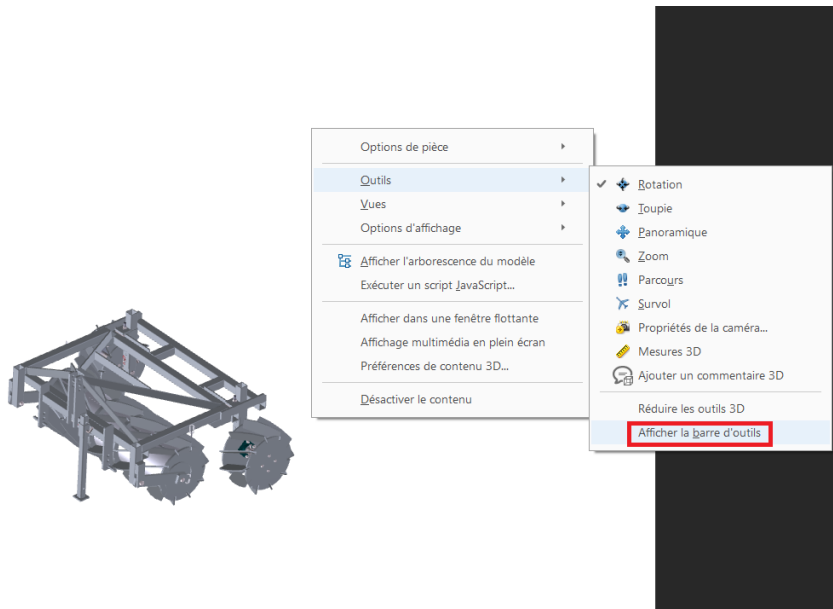 Options de pièce
Outils
Vues
Options d'affichage
Afficher l'arborescence du modèle
Exécuter un script JavaScript...
Afficher dans une fenêtre flottante
Affichage multimédia en plein écran
Préférences de contenu 3D...
Désactiver le contenu
Rotation
Toupie
Panoramique
Zoom
Parcours
Survol
Propriétés de la caméra...
Mesures 3D
Ajouter un commentaire 3D
Réduire les outils 3D
Afficher la barre d'outils